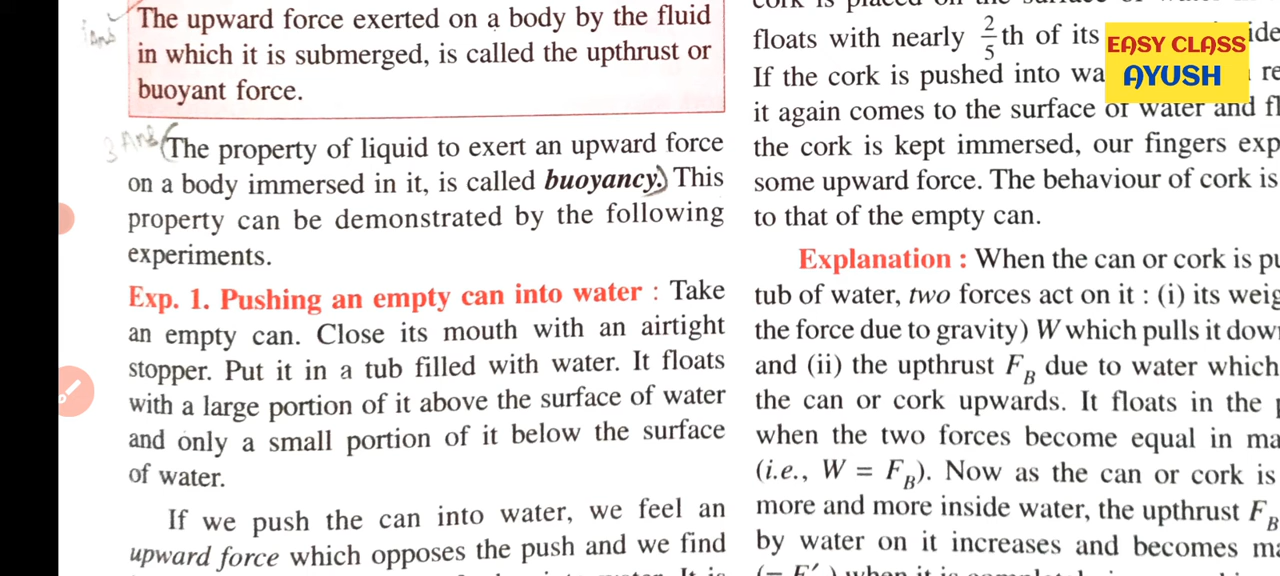 The upward force exerted on a body by the fluid
in which it is submerged, is called the upthrust or
buoyant force.
3 Ans
(The property of liquid to exert an upward force
on a body immersed in it, is called buoyancy.) This
property can be demonstrated by the following
experiments.
Exp. 1. Pushing an empty can into water : Take
an empty can. Close its mouth with an airtight
stopper. Put it in a tub filled with water. It floats
with a large portion of it above the surface of water
and only a small portion of it below the surface
of water.
If we push the can into water, we feel an
upward force which opposes the push and we find
floats with nearly 2/5 th of its
If the cork is pushed into
it again comes to the surface of water and
the cork is kept immersed, our fingers
some upward force. The behaviour of cork is
to that of the empty can.
Explanation : When the can or cork is
tub of water, two forces act on it : (i) its
the force due to gravity) W which pulls it
and (ii) the upthrust F_B due to water which
the can or cork upwards. It floats in the
when the two forces become equal in
(i.e., W = F_B). Now as the can or cork is
more and more inside water, the upthrust F_B
by water on it increases and becomes
EASY CLASS
AYUSH